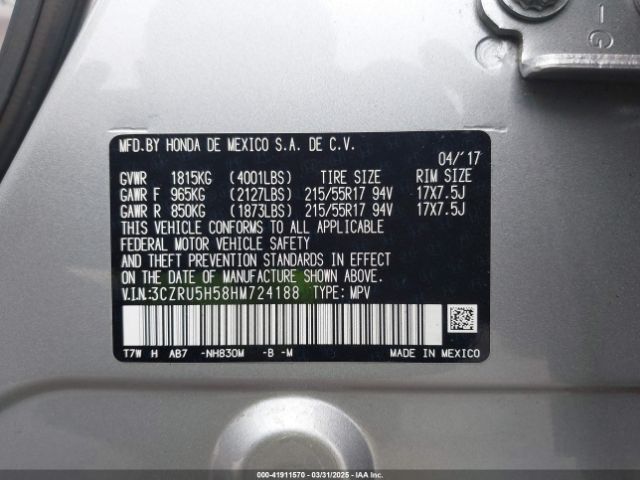 -G
MFD.BY HONDA DE MEXICO S.A. DE C.V.
04/'17
GVWR 1815KG (4001LBS) TIRE SIZE RIM SIZE
GAWR F 965KG (2127LBS) 215/55R17 94V 17X7.5J
GAWR R 850KG (1873LBS) 215/55R17 94V 17X7.5J
THIS VEHICLE CONFORMS TO ALL APPLICABLE
FEDERAL MOTOR VEHICLE SAFETY
AND THEFT PREVENTION STANDARDS IN EFFECT
ON THE DATE OF MANUFACTURE SHOWN ABOVE.
V.I.N.:3CZRU5H58HM724188 TYPE: MPV
T7W H AB7 -NH830M -B -M MADE IN MEXICO
000-41911570 - 03/31/2025 - IAA Inc.